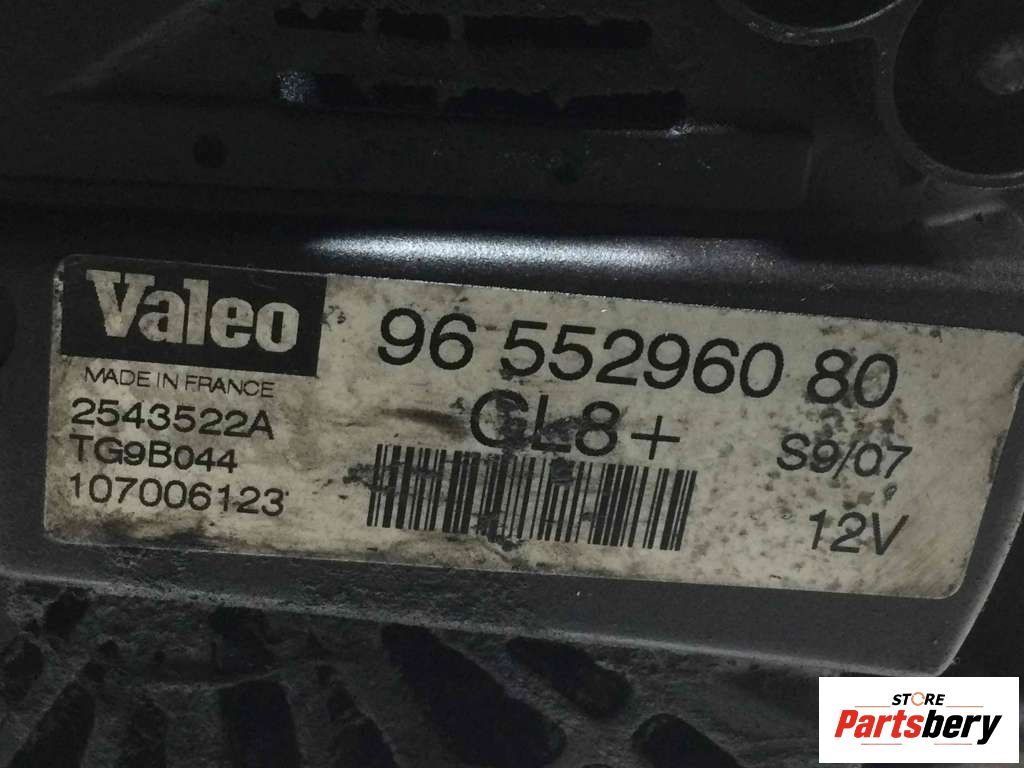 Valeo
MADE IN FRANCE
2543522A
TG9B044
107006123
96 552960 80
CL8+
S9/07
12V
STORE
Partsbery